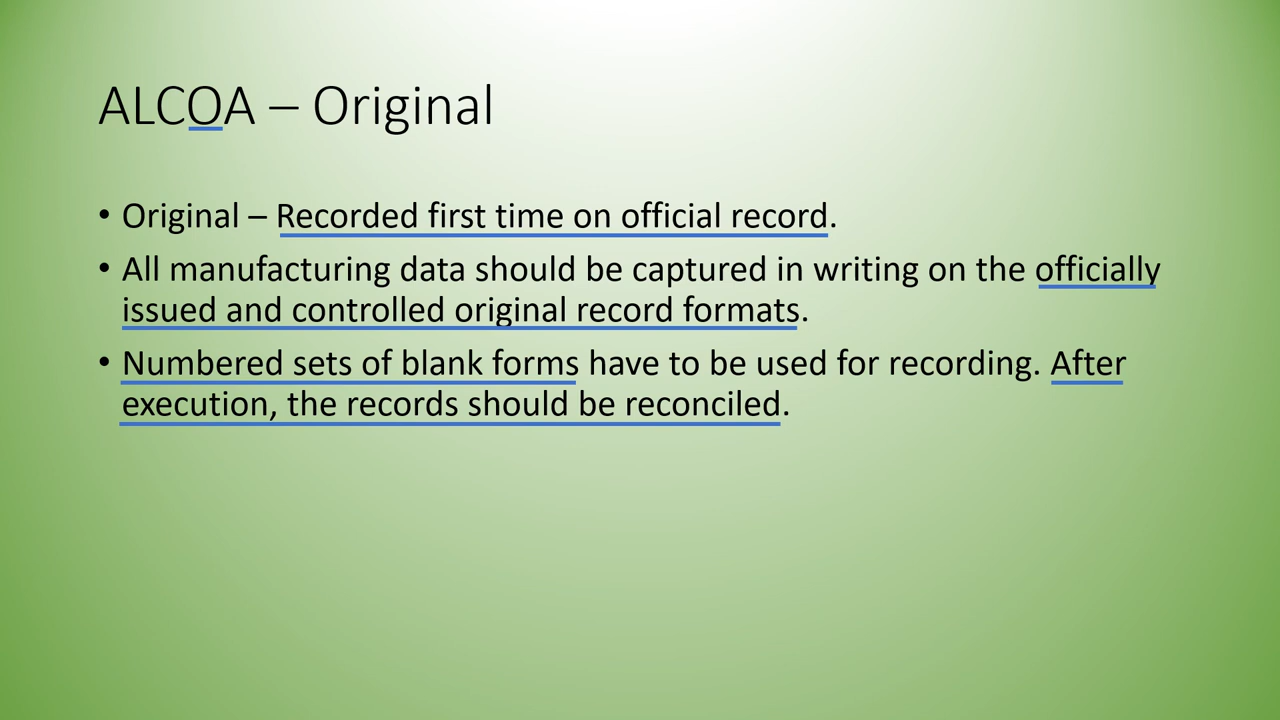 ALCOA – Original
• Original – Recorded first time on official record.
• All manufacturing data should be captured in writing on the officially
issued and controlled original record formats.
• Numbered sets of blank forms have to be used for recording. After
execution, the records should be reconciled.